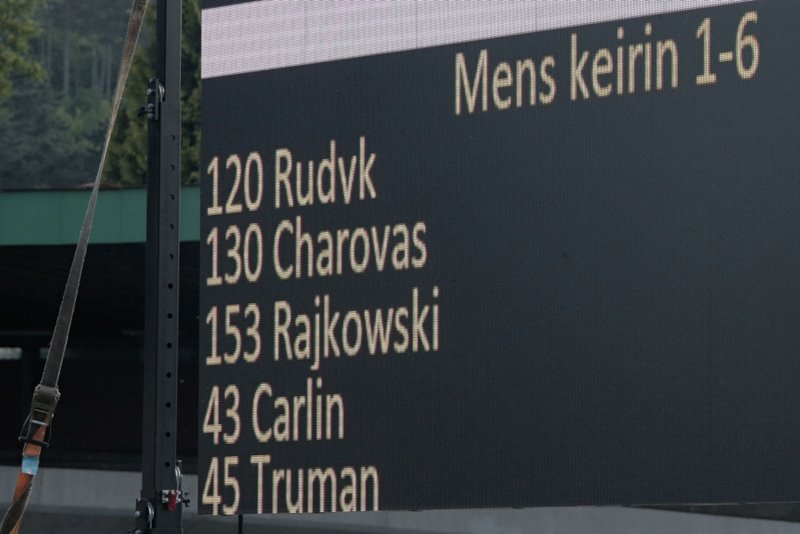 Mens keirin 1-6
120 Rudvk
130 Charovas
153 Rajkowski
43 Carlin
45 Truman